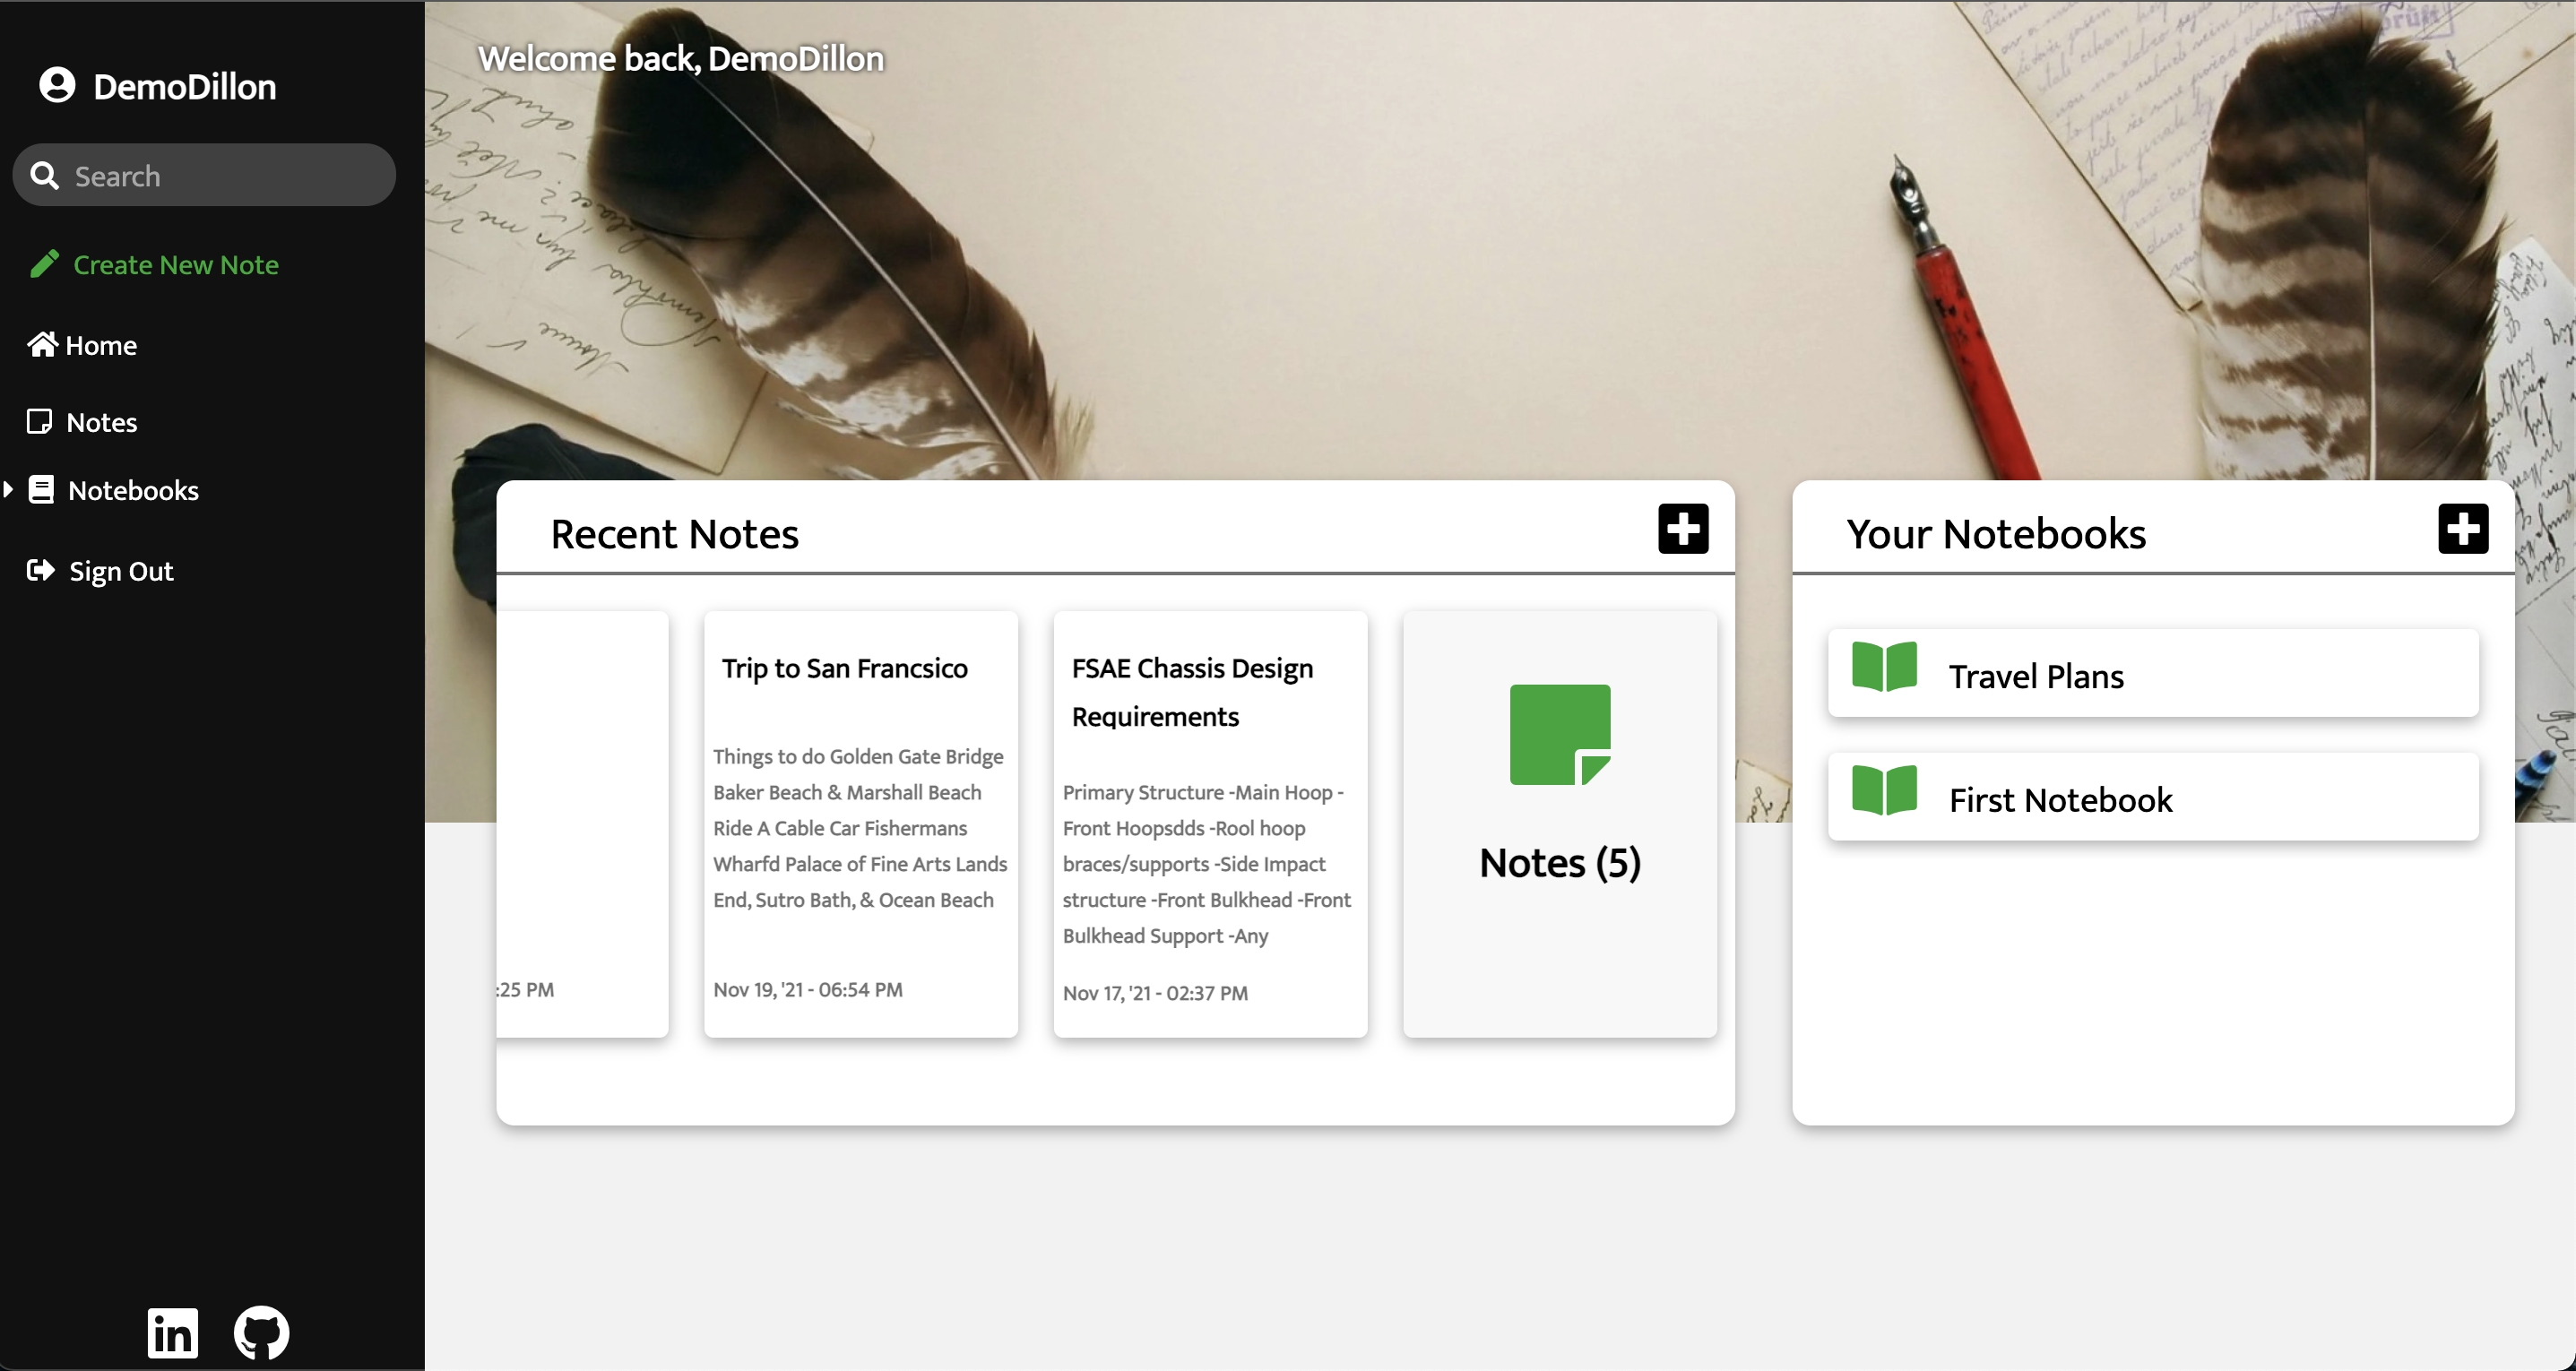 DemoDillon
Search
Create New Note
Home
Notes
Notebooks
Sign Out
in
Welcome back, DemoDillon
Recent Notes
:25 PM
Trip to San Francsico
Things to do Golden Gate Bridge
Baker Beach & Marshall Beach
Ride A Cable Car Fishermans
Wharfd Palace of Fine Arts Lands
End, Sutro Bath, & Ocean Beach
Nov 19, '21 - 06:54 PM
FSAE Chassis Design
Requirements
Primary Structure -Main Hoop -
Front Hoopsdds -Rool hoop
braces/supports -Side Impact
structure -Front Bulkhead -Front
Bulkhead Support -Any
Nov 17, '21 - 02:37 PM
Notes (5)
Your Notebooks
Travel Plans
First Notebook